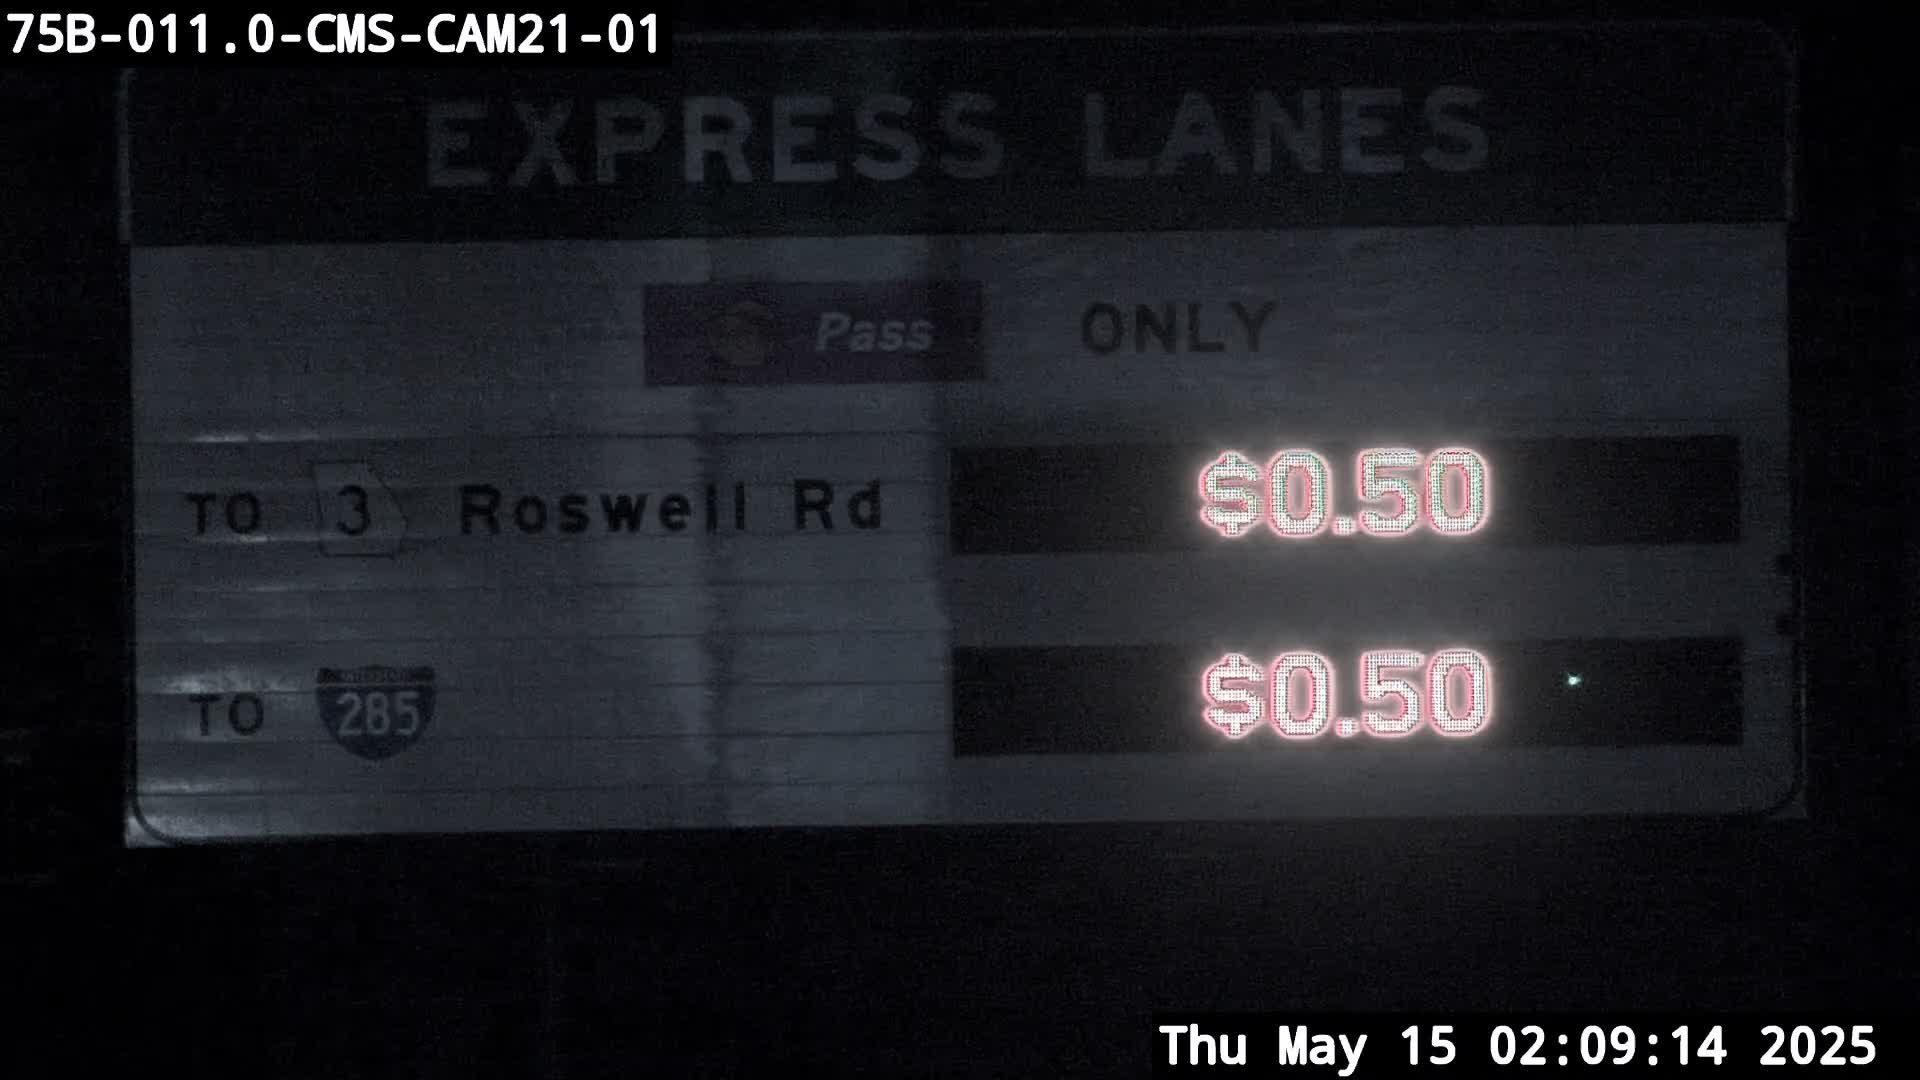 75B-011.0-CMS-CAM21-01
EXPRESS LANES
Pass ONLY
TO 3 Roswell Rd $0.50
TO 285 $0.50
Thu May 15 02:09:14 2025